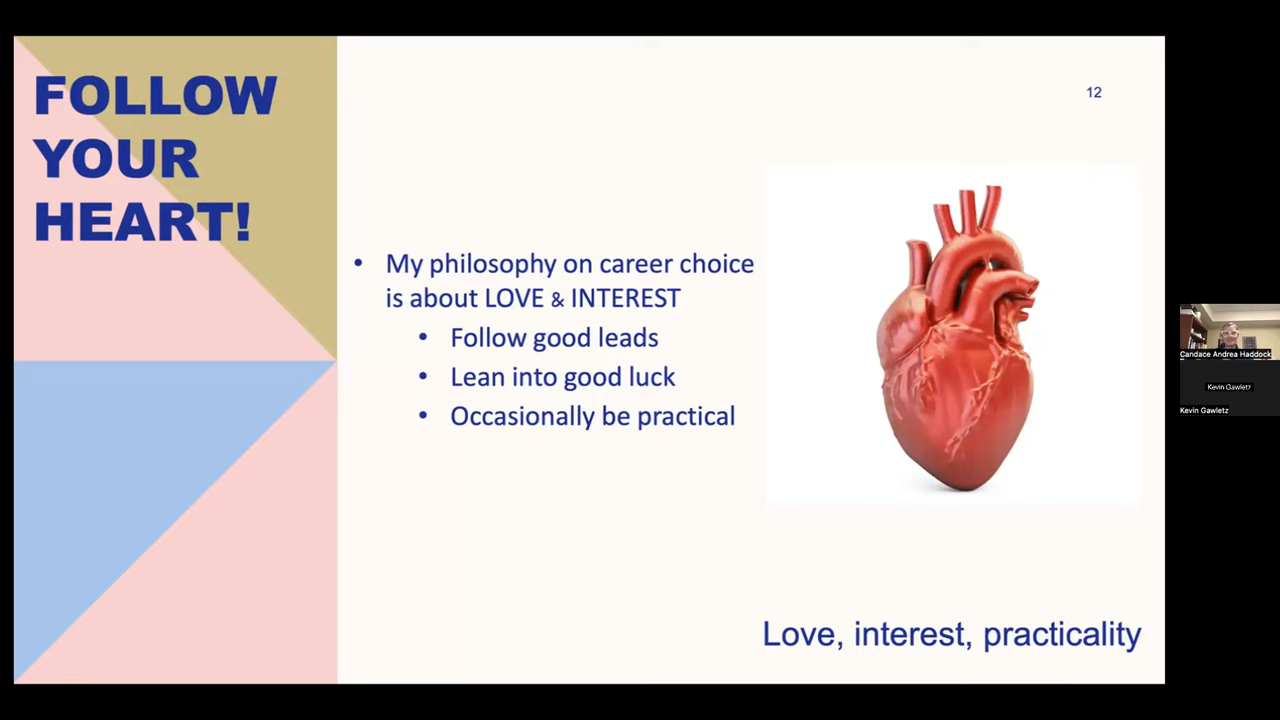 FOLLOW
YOUR
HEART!
12
• My philosophy on career choice
is about LOVE & INTEREST
• Follow good leads
• Lean into good luck
• Occasionally be practical
Love, interest, practicality
Candace Andrea Haddock
Kevin Gawletz
Kevin Gawletz